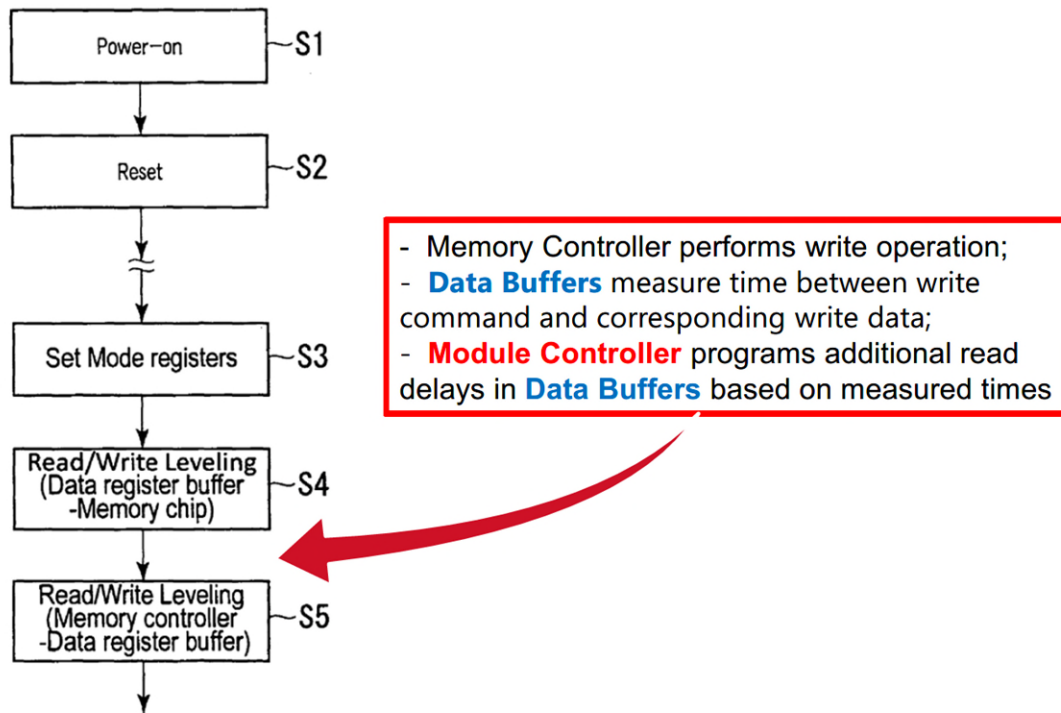 Power-on
S1
Reset
S2
- Memory Controller performs write operation;
- Data Buffers measure time between write
command and corresponding write data;
- Module Controller programs additional read
delays in Data Buffers based on measured times
Set Mode registers
S3
Read/Write Leveling
(Data register buffer
-Memory chip)
S4
Read/Write Leveling
(Memory controller
-Data register buffer)
S5